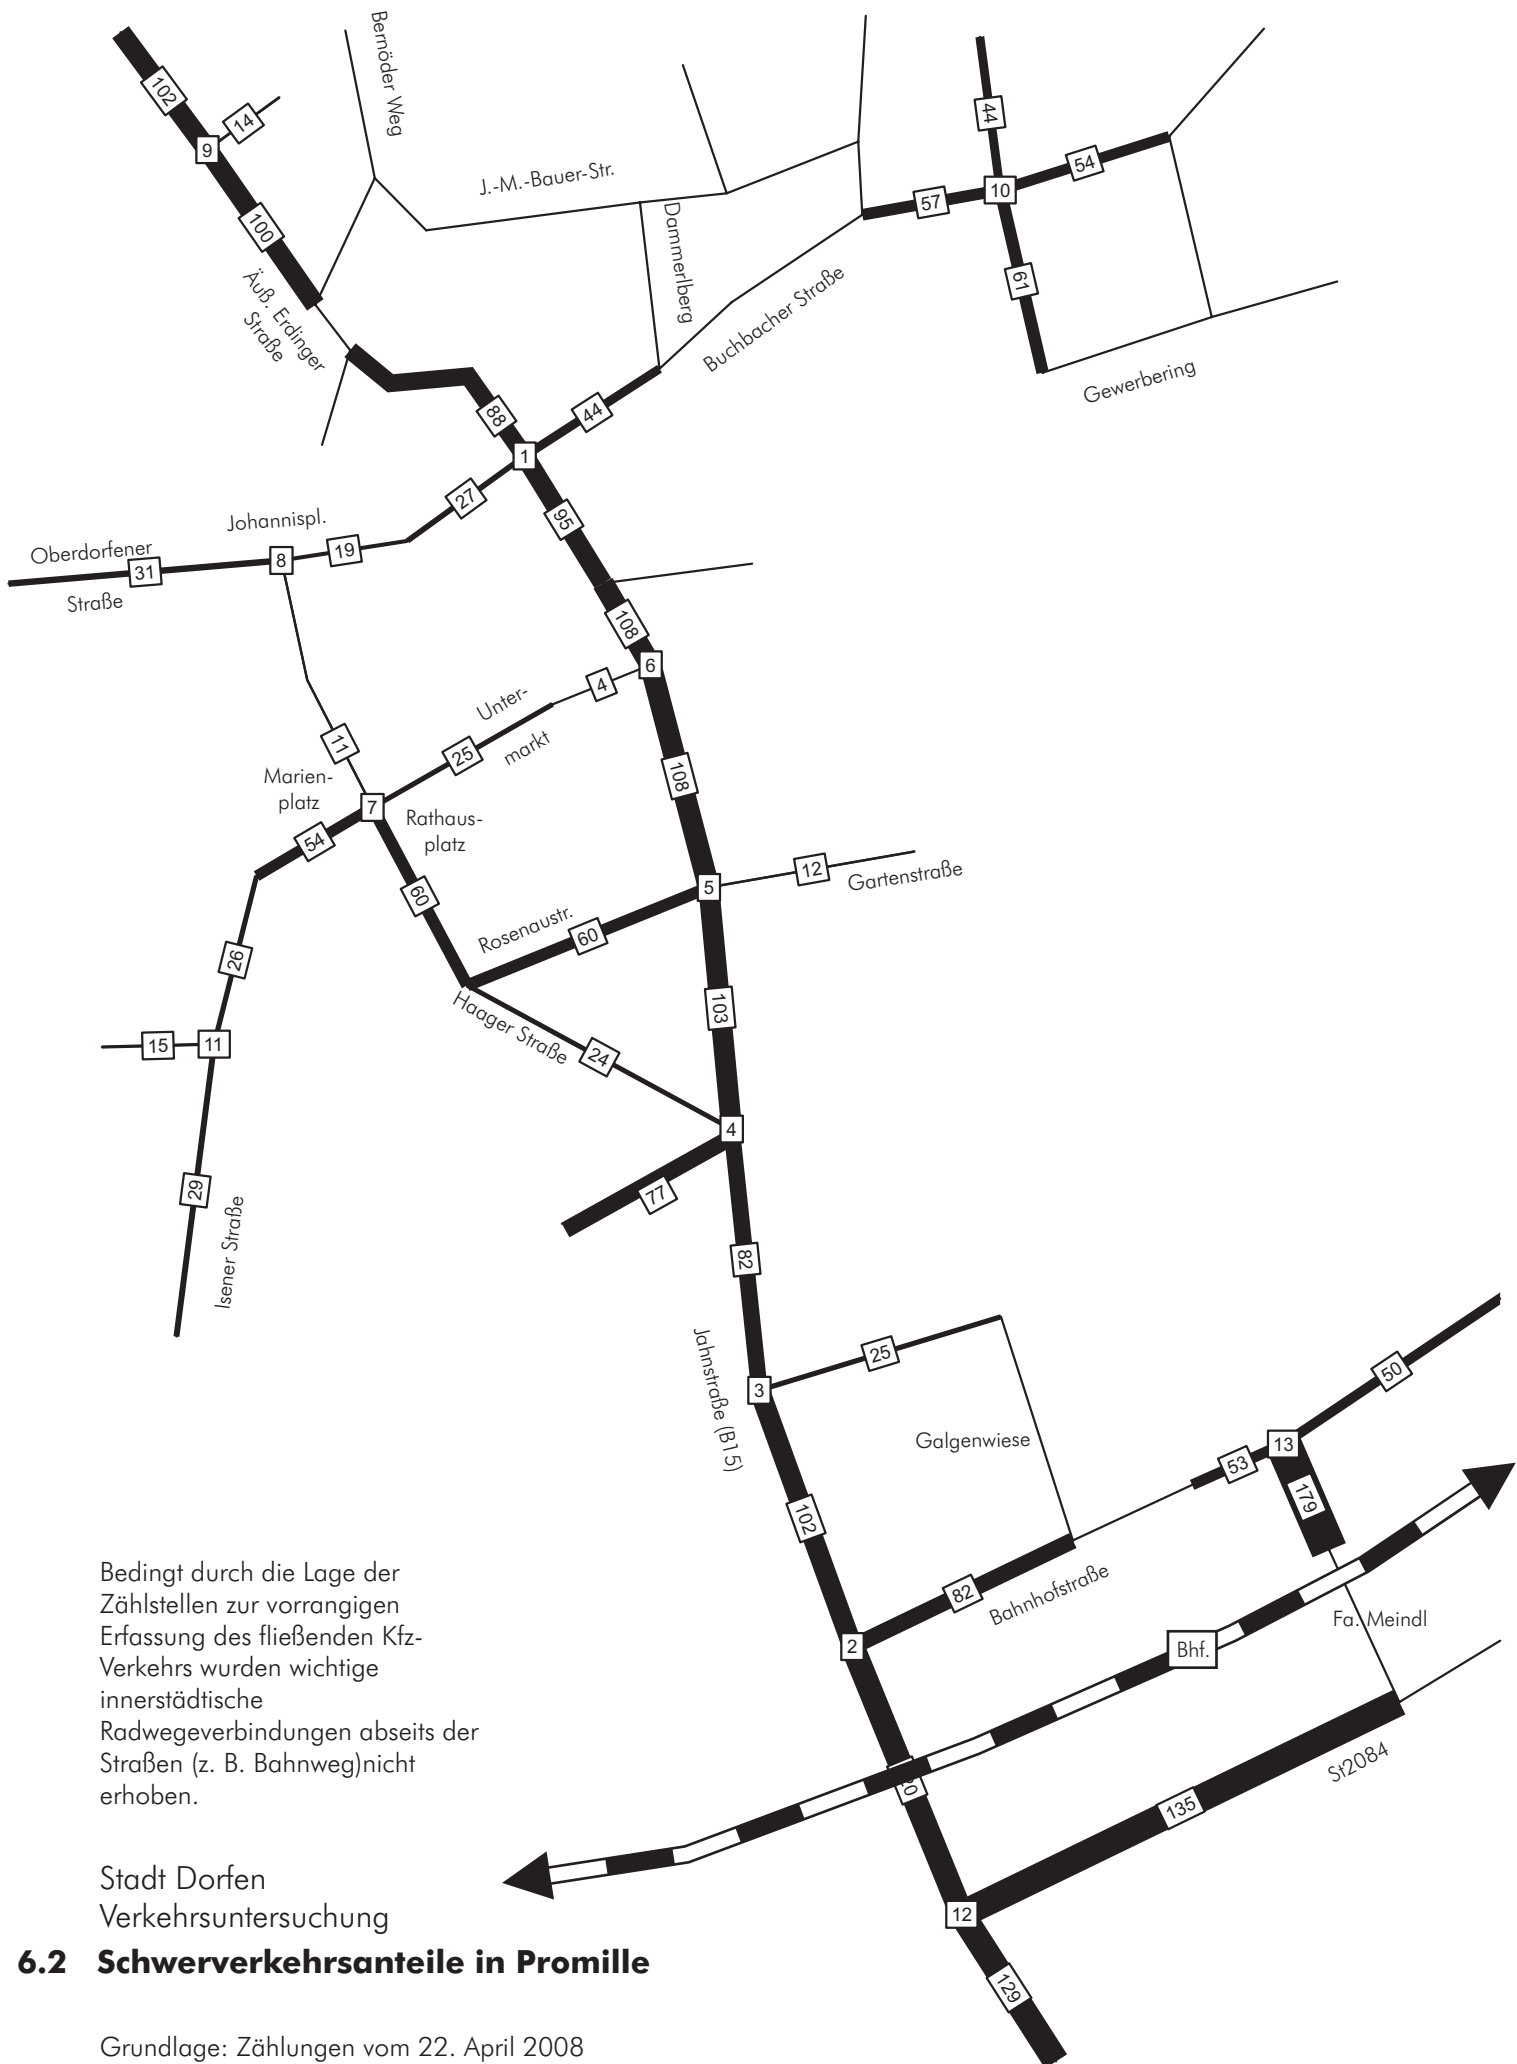 Bernöder Weg
102
14
9
44
J.-M.-Bauer-Str.
54
10
57
100
Dammerlberg
61
Äuß. Erdinger
Straße
Buchbacher Straße
Gewerbering
88
44
1
27
95
Johannispl.
Oberdorfener
31
8
19
Straße
108
6
4
Unter-
markt
11
25
108
Marien-
platz
7
Rathaus-
platz
54
60
5
12
Gartenstraße
Rosenaustr.
60
26
103
Haager Straße
15
11
24
4
29
77
Isener Straße
82
Jahnstraße (B15)
25
3
50
Galgenwiese
13
53
179
102
82
Bahnhofstraße
2
Bhf.
Fa. Meindl
St2084
135
12
129
Bedingt durch die Lage der
Zählstellen zur vorrangigen
Erfassung des fließenden Kfz-
Verkehrs wurden wichtige
innerstädtische
Radwegeverbindungen abseits der
Straßen (z. B. Bahnweg)nicht
erhoben.
Stadt Dorfen
Verkehrsuntersuchung
6.2 Schwerverkehrsanteile in Promille
Grundlage: Zählungen vom 22. April 2008